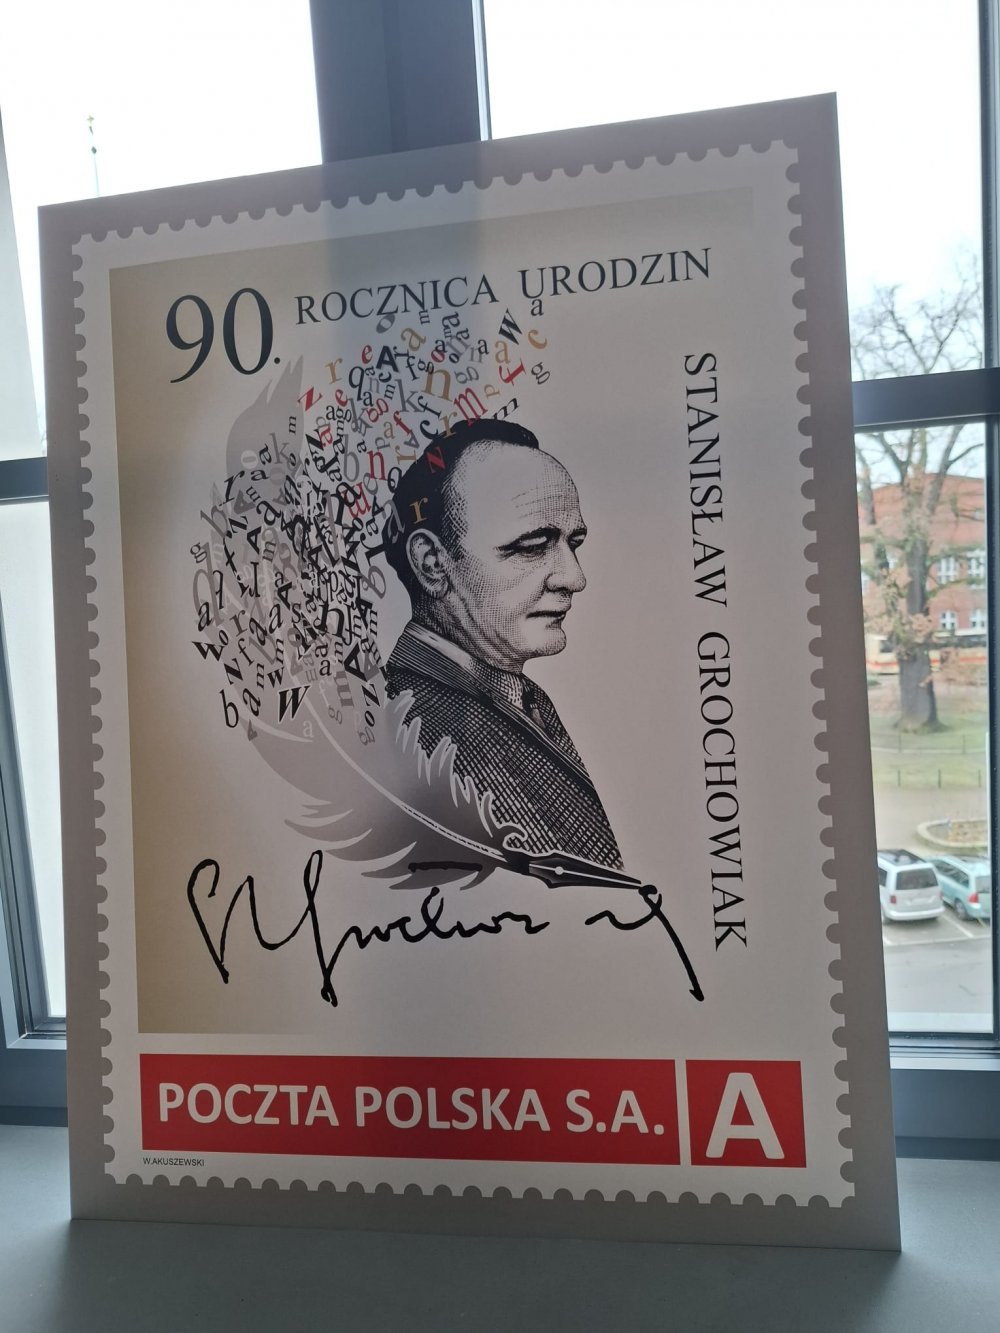 90. ROCZNICA URODZIN
STANISŁAW GROCHOWIAK
POCZTA POLSKA S.A. A
W.AKUSZEWSKI